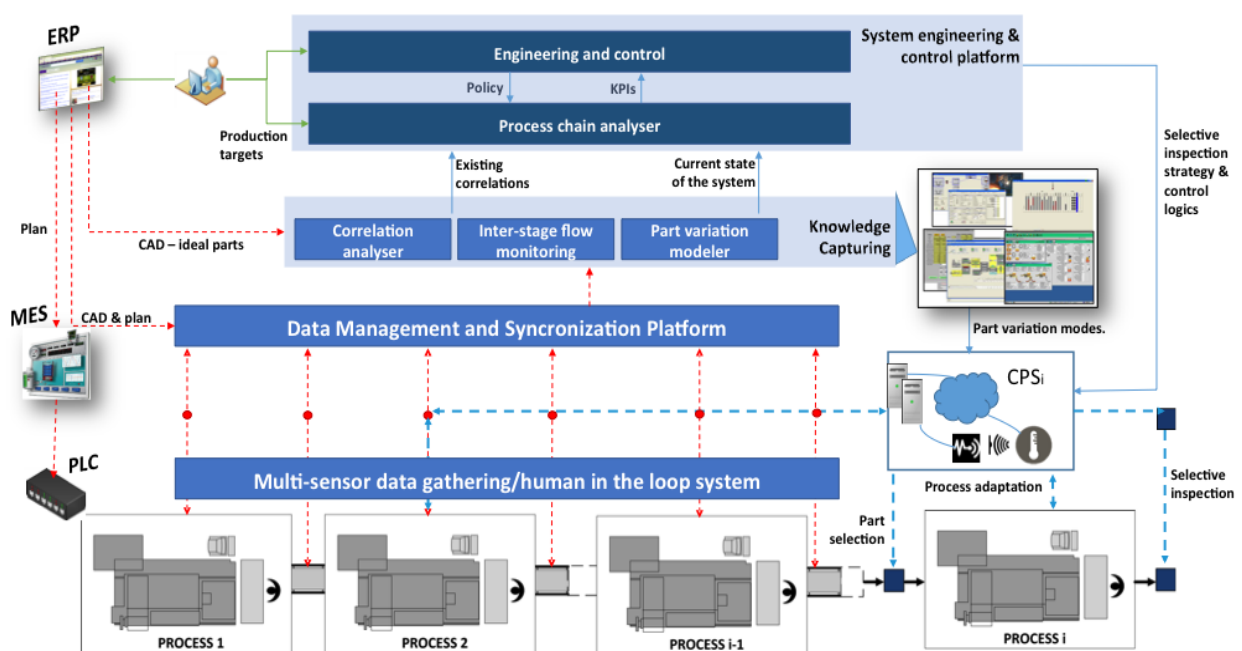 ERP
System engineering &
control platform
Engineering and control
Policy
KPIs
Process chain analyser
Production
targets
Existing
correlations
Current state
of the system
Selective
inspection
strategy &
control
logics
Plan
CAD – ideal parts
Correlation
analyser
Inter-stage flow
monitoring
Part variation
modeler
Knowledge
Capturing
MES
CAD & plan
Data Management and Syncronization Platform
Part variation modes.
CPSi
PLC
Multi-sensor data gathering/human in the loop system
Process adaptation
Selective
inspection
Part
selection
PROCESS 1
PROCESS 2
PROCESS i-1
PROCESS i